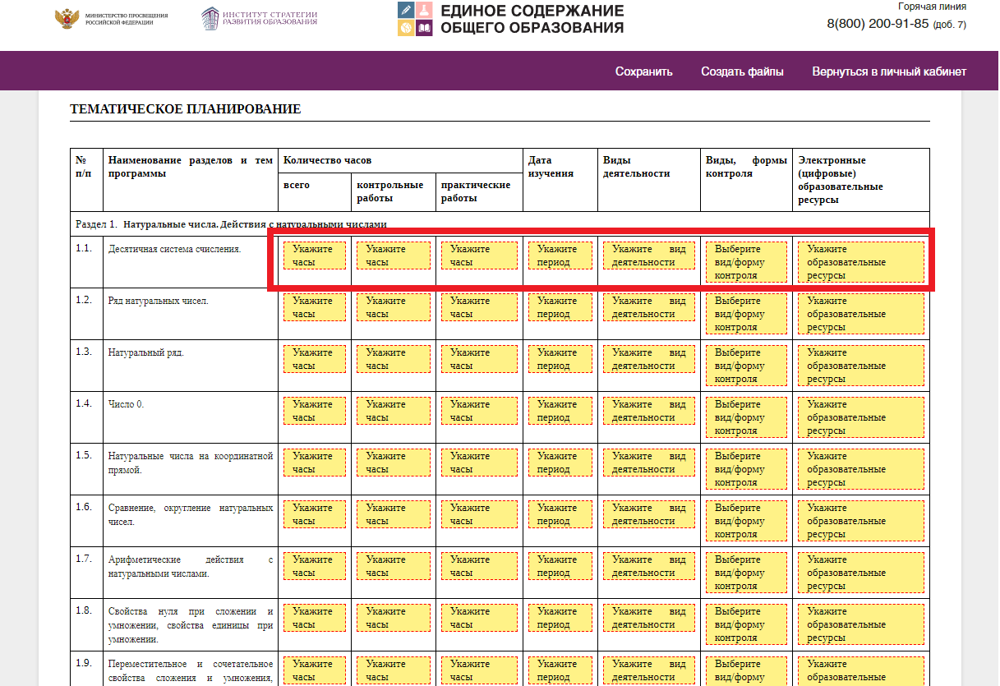 МИНИСТЕРСТВО ПРОСВЕЩЕНИЯ
РОССИЙСКОЙ ФЕДЕРАЦИИ
ИНСТИТУТ СТРАТЕГИИ
РАЗВИТИЯ ОБРАЗОВАНИЯ
ЕДИНОЕ СОДЕРЖАНИЕ
ОБЩЕГО ОБРАЗОВАНИЯ
Горячая линия
8(800) 200-91-85 (доб. 7)
Сохранить Создать файлы Вернуться в личный кабинет
ТЕМАТИЧЕСКОЕ ПЛАНИРОВАНИЕ
№ п/п
Наименование разделов и тем
программы
Количество часов
всего
контрольные
работы
практические
работы
Дата
изучения
Виды
деятельности
Виды, формы
контроля
Электронные
(цифровые)
образовательные
ресурсы
Раздел 1. Натуральные числа. Действия с натуральными числами
1.1. Десятичная система счисления.
Укажите Укажите Укажите Укажите Укажите вид Выберите Укажите
часы часы часы период деятельности вид/форму образовательные
контроля ресурсы
1.2. Ряд натуральных чисел.
Укажите Укажите Укажите Укажите Укажите вид Выберите Укажите
часы часы часы период деятельности вид/форму образовательные
контроля ресурсы
1.3. Натуральный ряд.
Укажите Укажите Укажите Укажите Укажите вид Выберите Укажите
часы часы часы период деятельности вид/форму образовательные
контроля ресурсы
1.4. Число 0.
Укажите Укажите Укажите Укажите Укажите вид Выберите Укажите
часы часы часы период деятельности вид/форму образовательные
контроля ресурсы
1.5. Натуральные числа на координатной
прямой.
Укажите Укажите Укажите Укажите Укажите вид Выберите Укажите
часы часы часы период деятельности вид/форму образовательные
контроля ресурсы
1.6. Сравнение, округление натуральных
чисел.
Укажите Укажите Укажите Укажите Укажите вид Выберите Укажите
часы часы часы период деятельности вид/форму образовательные
контроля ресурсы
1.7. Арифметические действия с
натуральными числами.
Укажите Укажите Укажите Укажите Укажите вид Выберите Укажите
часы часы часы период деятельности вид/форму образовательные
контроля ресурсы
1.8. Свойства нуля при сложении и
умножении, свойства единицы при
умножении.
Укажите Укажите Укажите Укажите Укажите вид Выберите Укажите
часы часы часы период деятельности вид/форму образовательные
контроля ресурсы
1.9. Переместительное и сочетательное
свойства сложения и умножения,
Укажите Укажите Укажите Укажите Укажите вид Выберите Укажите
часы часы часы период деятельности вид/форму образовательные